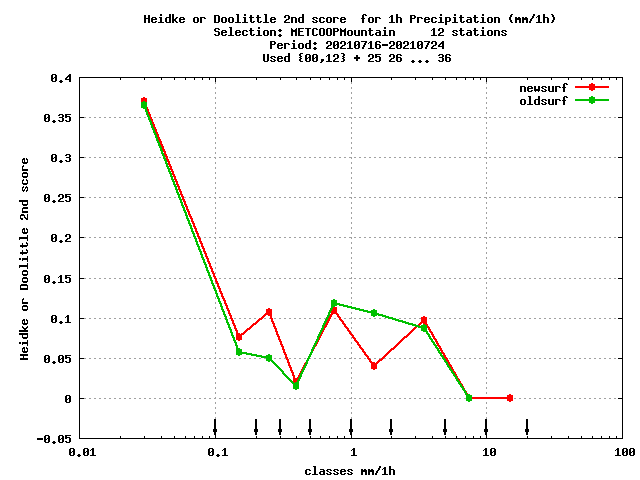 Heidke or Doolittle 2nd score  for 1h Precipitation (mm/1h)
Selection: METCOOPMountain     12 stations
Period: 20210716-20210724
Used {00,12} + 25 26 ... 36
newsurf
oldsurf
Heidke or Doolittle 2nd score
0.4
0.35
0.3
0.25
0.2
0.15
0.1
0.05
0
-0.05
0.01 0.1 1 10 100
classes mm/1h